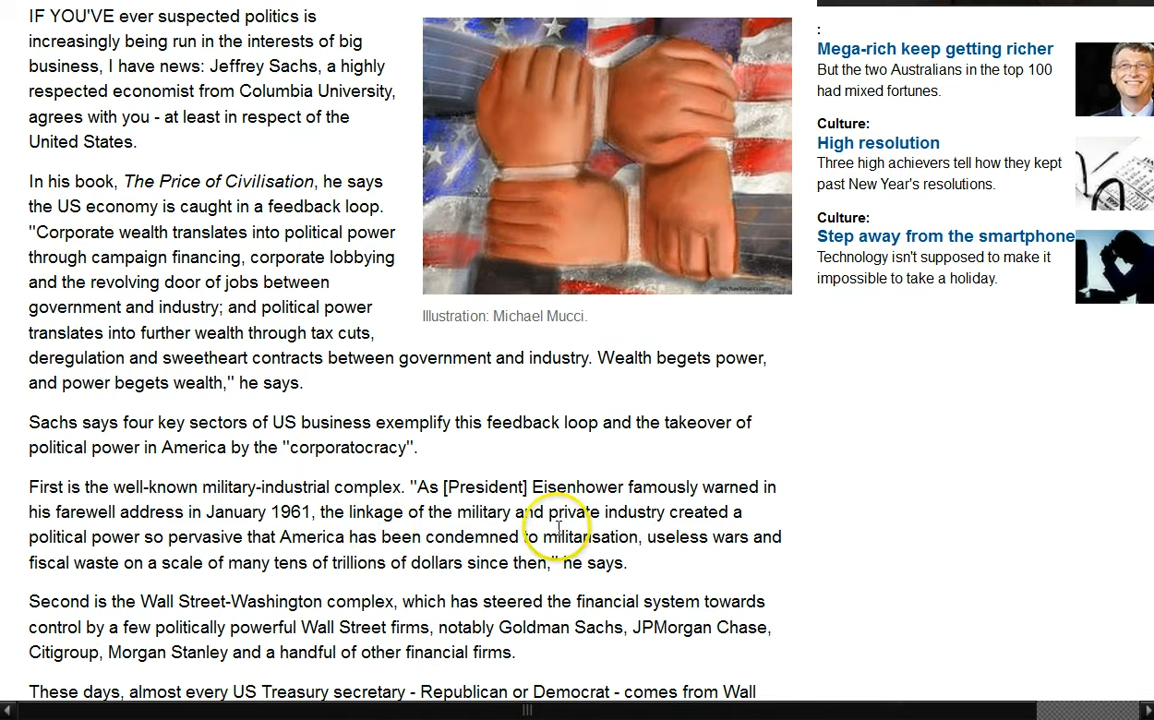 IF YOU'VE ever suspected politics is
increasingly being run in the interests of big
business, I have news: Jeffrey Sachs, a highly
respected economist from Columbia University,
agrees with you - at least in respect of the
United States.
In his book, The Price of Civilisation, he says
the US economy is caught in a feedback loop.
"Corporate wealth translates into political power
through campaign financing, corporate lobbying
and the revolving door of jobs between
government and industry; and political power
translates into further wealth through tax cuts,
deregulation and sweetheart contracts between government and industry. Wealth begets power,
and power begets wealth,'' he says.
Sachs says four key sectors of US business exemplify this feedback loop and the takeover of
political power in America by the ''corporatocracy''.
First is the well-known military-industrial complex. ''As [President] Eisenhower famously warned in
his farewell address in January 1961, the linkage of the military and private industry created a
political power so pervasive that America has been condemned to militarisation, useless wars and
fiscal waste on a scale of many tens of trillions of dollars since then,'' he says.
Second is the Wall Street-Washington complex, which has steered the financial system towards
control by a few politically powerful Wall Street firms, notably Goldman Sachs, JPMorgan Chase,
Citigroup, Morgan Stanley and a handful of other financial firms.
These days, almost every US Treasury secretary - Republican or Democrat - comes from Wall
Illustration: Michael Mucci.
:
Mega-rich keep getting richer
But the two Australians in the top 100
had mixed fortunes.
Culture:
High resolution
Three high achievers tell how they kept
past New Year's resolutions.
Culture:
Step away from the smartphone
Technology isn't supposed to make it
impossible to take a holiday.